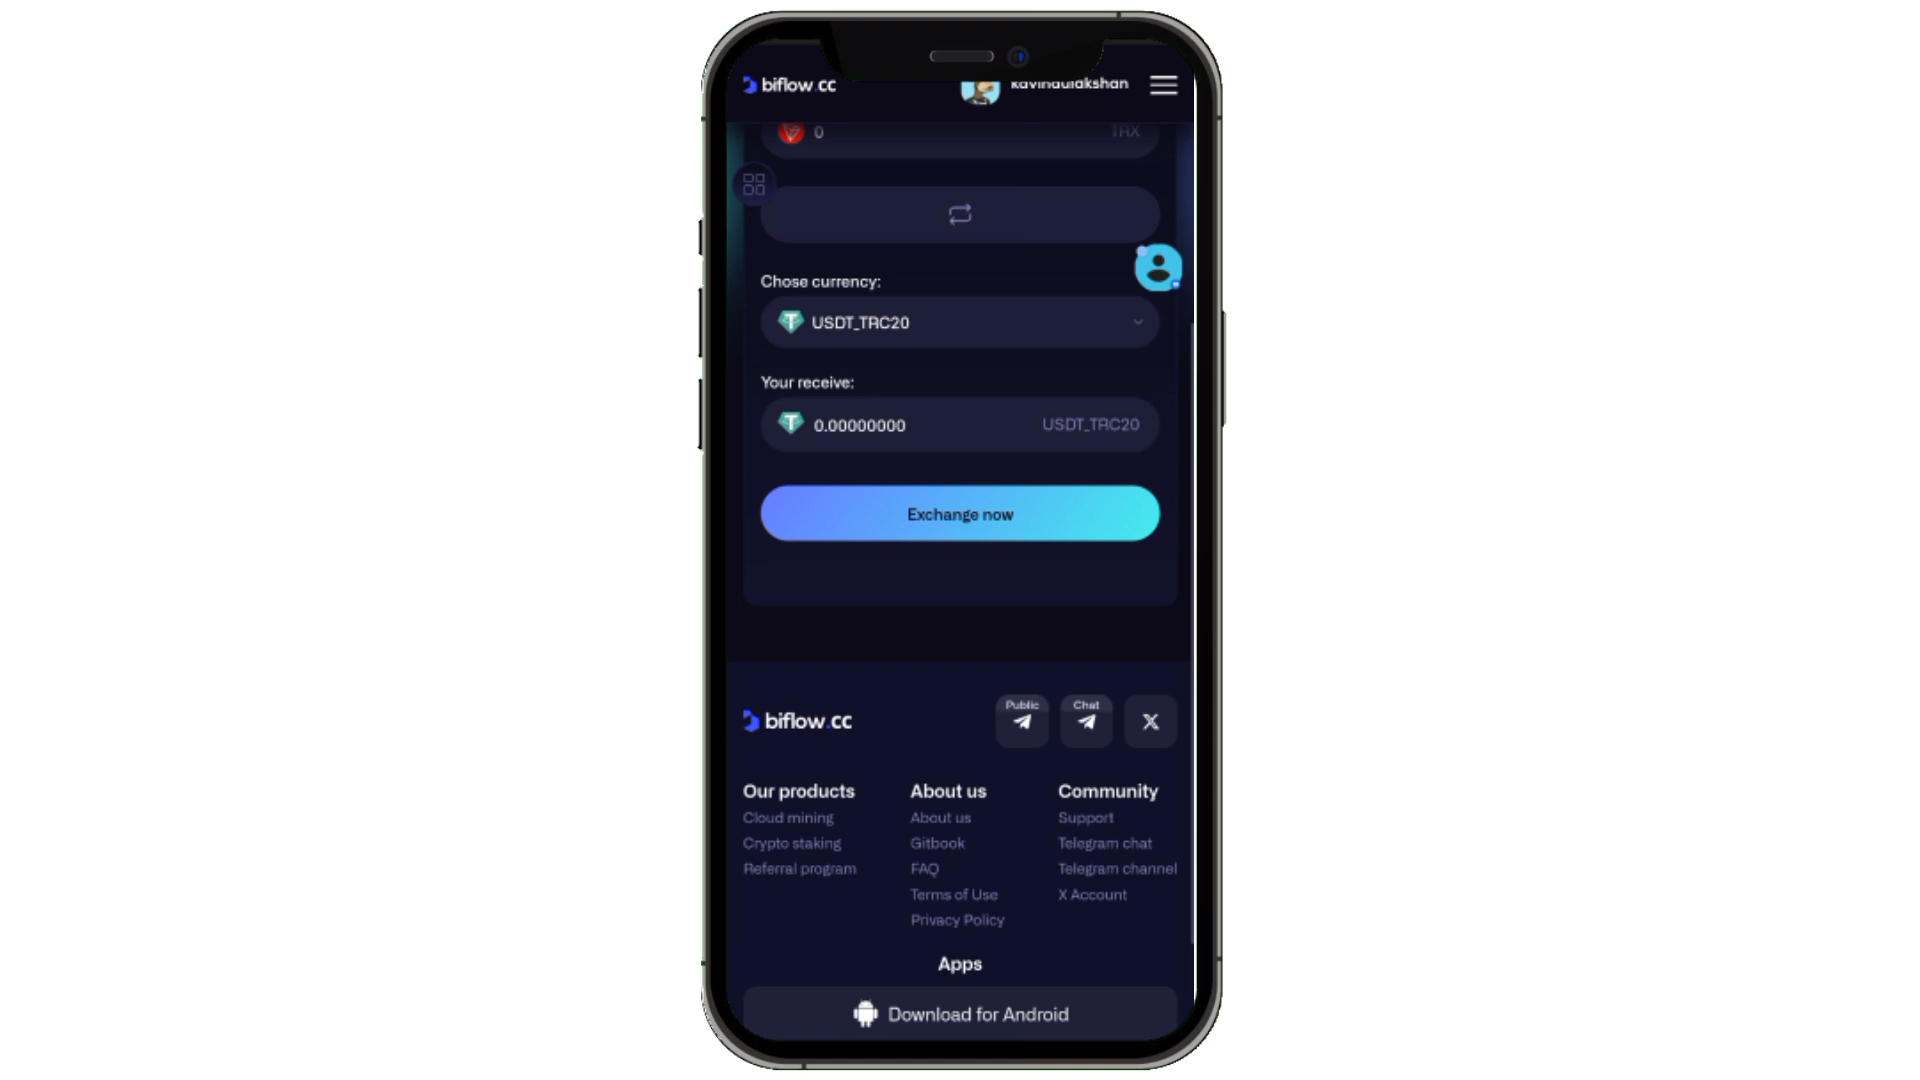 biflow.cc
kavindulakshan
0 TRX
Chose currency:
USDT_TRC20
Your receive:
0.00000000 USDT_TRC20
Exchange now
biflow.cc
Public
Chat
Our products
Cloud mining
Crypto staking
Referral program
About us
About us
Gitbook
FAQ
Terms of Use
Privacy Policy
Community
Support
Telegram chat
Telegram channel
X Account
Apps
Download for Android